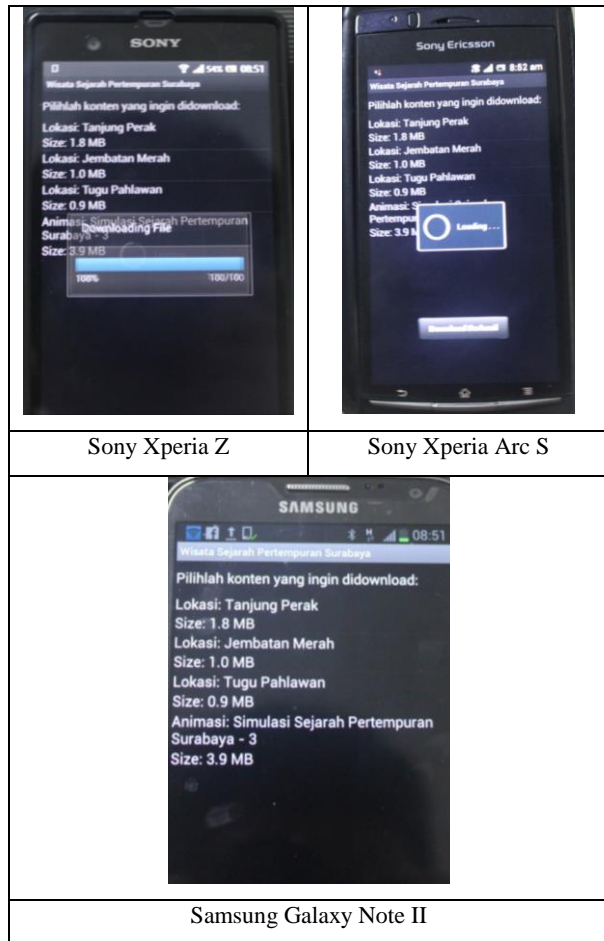 SONY
54% 08:51
Wisata Sejarah Pertempuran Surabaya
Pilihlah konten yang ingin didownload:
Lokasi: Tanjung Perak
Size: 1.8 MB
Lokasi: Jembatan Merah
Size: 1.0 MB
Lokasi: Tugu Pahlawan
Size: 0.9 MB
Animasi: Simulasi Sejarah Pertempuran
Surabaya - 3
Size: 3.9 MB
Downloading File
100% 100/100
Sony Ericsson
8:52 am
Wisata Sejarah Pertempuran Surabaya
Pilihlah konten yang ingin didownload:
Lokasi: Tanjung Perak
Size: 1.8 MB
Lokasi: Jembatan Merah
Size: 1.0 MB
Lokasi: Tugu Pahlawan
Size: 0.9 MB
Animasi:
Size: 3.9
Loading...
Sony Xperia Z
Sony Xperia Arc S
SAMSUNG
08:51
Wisata Sejarah Pertempuran Surabaya
Pilihlah konten yang ingin didownload:
Lokasi: Tanjung Perak
Size: 1.8 MB
Lokasi: Jembatan Merah
Size: 1.0 MB
Lokasi: Tugu Pahlawan
Size: 0.9 MB
Animasi: Simulasi Sejarah Pertempuran
Surabaya - 3
Size: 3.9 MB
Samsung Galaxy Note II